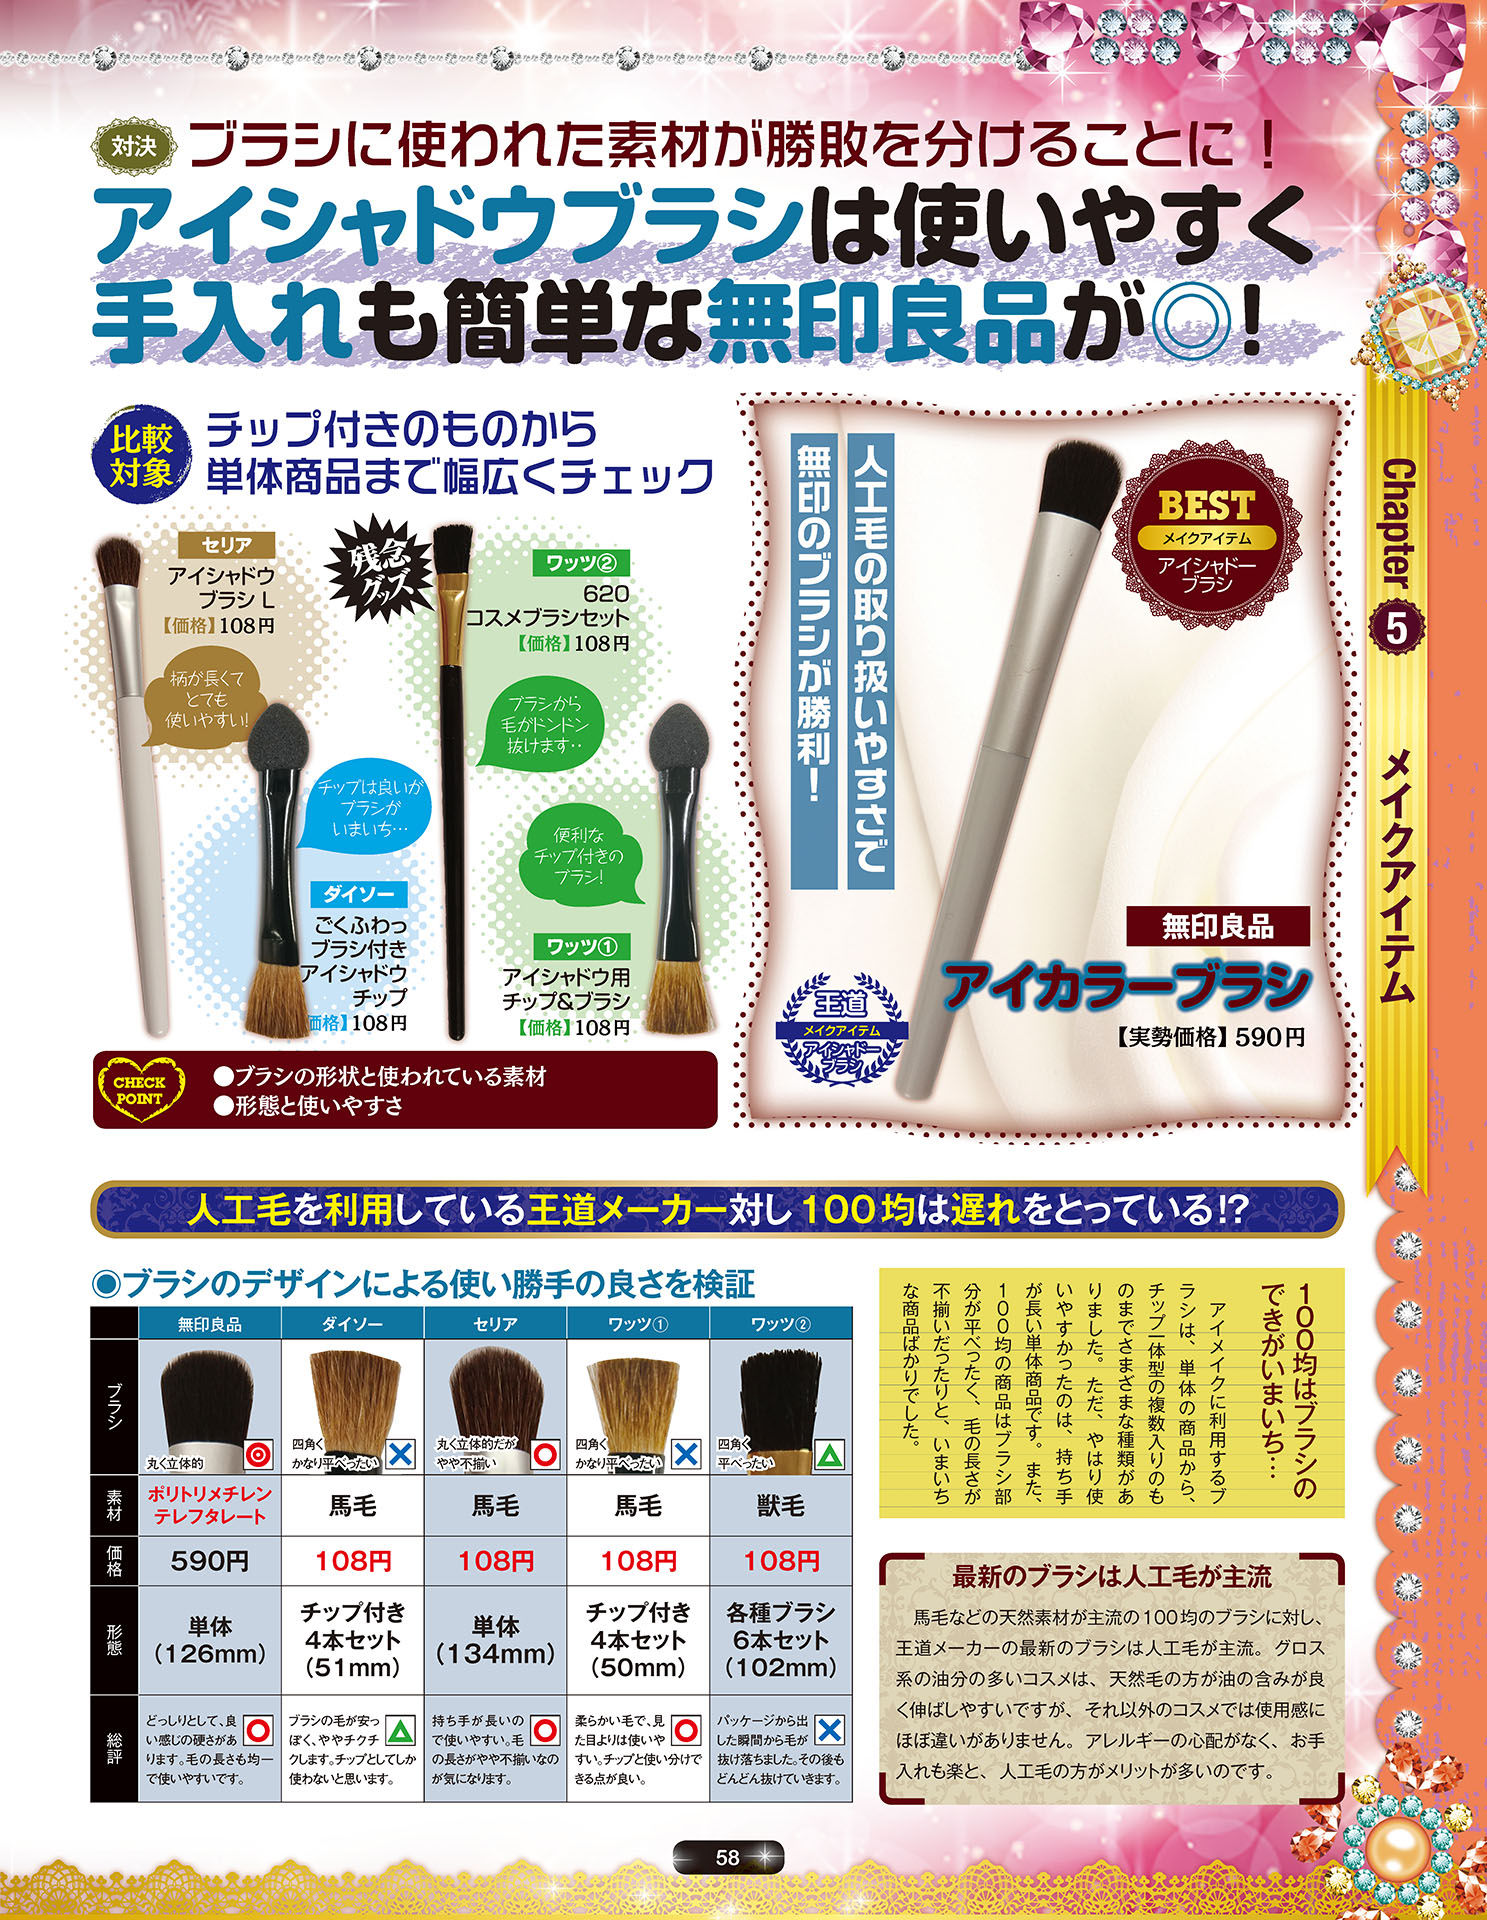 対決
ブラシに使われた素材が勝敗を分けることに！
アイシャドウブラシは使いやすく
手入れも簡単な無印良品が◎！
比較
対象
チップ付きのものから
単体商品まで幅広くチェック
セリア
アイシャドウ
ブラシ L
【価格】108円
柄が長くて
とても
使いやすい！
残念
グッズ
ワッツ②
620
コスメブラシセット
【価格】108円
ブラシから
毛がドンドン
抜けます‥
チップは良いが
ブラシが
いまいち…
ダイソー
ごくふわっ
ブラシ付き
アイシャドウ
チップ
価格】108円
便利な
チップ付きの
ブラシ！
ワッツ①
アイシャドウ用
チップ&ブラシ
【価格】108円
CHECK
POINT
●ブラシの形状と使われている素材
●形態と使いやすさ
人工毛の取り扱いやすさで
無印のブラシが勝利！
BEST
メイクアイテム
アイシャドー
ブラシ
無印良品
アイカラーブラシ
【実勢価格】590円
王道
メイクアイテム
アイシャドー
ブラシ
Chapter 5
メイクアイテム
人工毛を利用している王道メーカー対し100均は遅れをとっている!?
◉ブラシのデザインによる使い勝手の良さを検証
無印良品
ダイソー
セリア
ワッツ①
ワッツ②
ブラシ
丸く立体的
◎
四角く
かなり平べったい
×
丸く立体的だが
やや不揃い
○
四角く
かなり平べったい
×
四角く
平べったい
△
素材
ポリトリメチレン
テレフタレート
馬毛
馬毛
馬毛
獣毛
価格
590円
108円
108円
108円
108円
形態
単体
（126mm）
チップ付き
4本セット
（51mm）
単体
（134mm）
チップ付き
4本セット
（50mm）
各種ブラシ
6本セット
（102mm）
総評
どっしりとして、良
い感じの硬さがあ
ります。毛の長さも均一
で使いやすいです。
○
ブラシの毛が安っ
ぽく、ややチクチ
クします。チップとしてしか
使わないと思います。
△
持ち手が長いの
で使いやすい。毛
の長さがやや不揃いなの
が気になります。
○
柔らかい毛で、見
た目よりは使いや
すい。チップと使い分けで
きる点が良い。
○
パッケージから出
した瞬間から毛が
抜け落ちました。その後も
どんどん抜けていきます。
×
100均はブラシの
できがいまいち…
アイメイクに利用するブ
ラシは、単体の商品から、
チップ一体型の複数入りのも
のまでさまざまな種類があ
りました。ただ、やはり使
いやすかったのは、持ち手
が長い単体商品です。また、
100均の商品はブラシ部
分が平べったく、毛の長さが
不揃いだったりと、いまいち
な商品ばかりでした。
最新のブラシは人工毛が主流
馬毛などの天然素材が主流の100均のブラシに対し、
王道メーカーの最新のブラシは人工毛が主流。グロス
系の油分の多いコスメは、天然毛の方が油の含みが良
く伸ばしやすいですが、それ以外のコスメでは使用感に
ほぼ違いがありません。アレルギーの心配がなく、お手
入れも楽と、人工毛の方がメリットが多いのです。
58